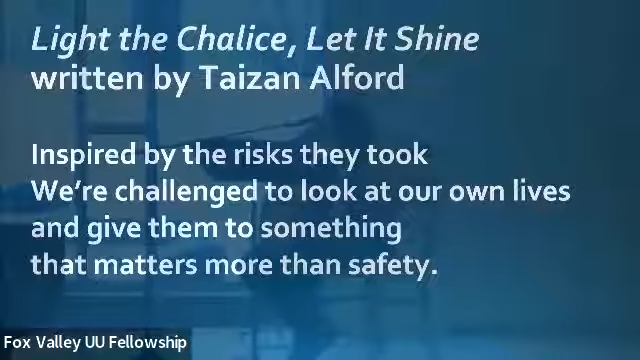 Light the Chalice, Let It Shine
written by Taizan Alford
Inspired by the risks they took
We’re challenged to look at our own lives
and give them to something
that matters more than safety.
Fox Valley UU Fellowship